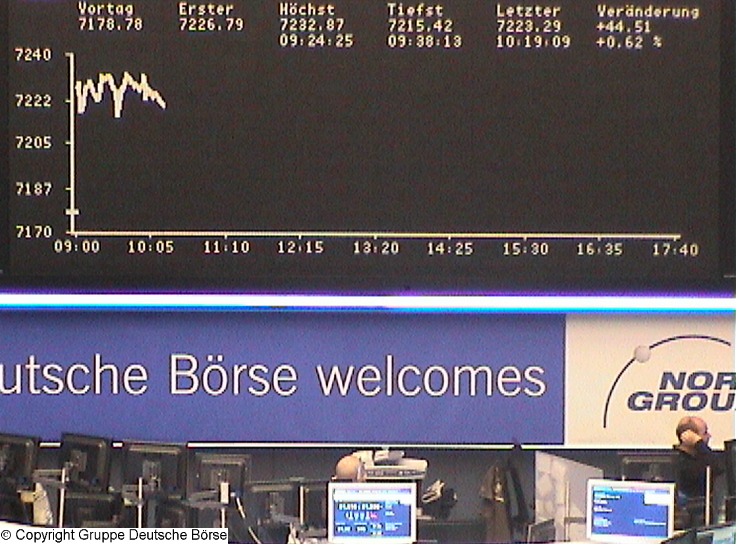 Vortag Erster Höchst Tiefst Letzter Veränderung
7178.78 7226.79 7232.87 7215.42 7223.29 +44.51
09:24:25 09:38:13 10:19:09 +0.62 %
7240
7222
7205
7187
7170
09:00 10:05 11:10 12:15 13:20 14:25 15:30 16:35 17:40
utsche Börse welcomes
NOR
GROU
© Copyright Gruppe Deutsche Börse